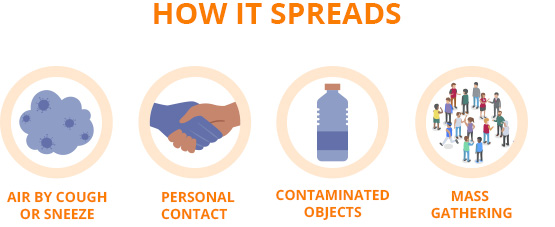 HOW IT SPREADS
AIR BY COUGH
OR SNEEZE
PERSONAL
CONTACT
CONTAMINATED
OBJECTS
MASS
GATHERING